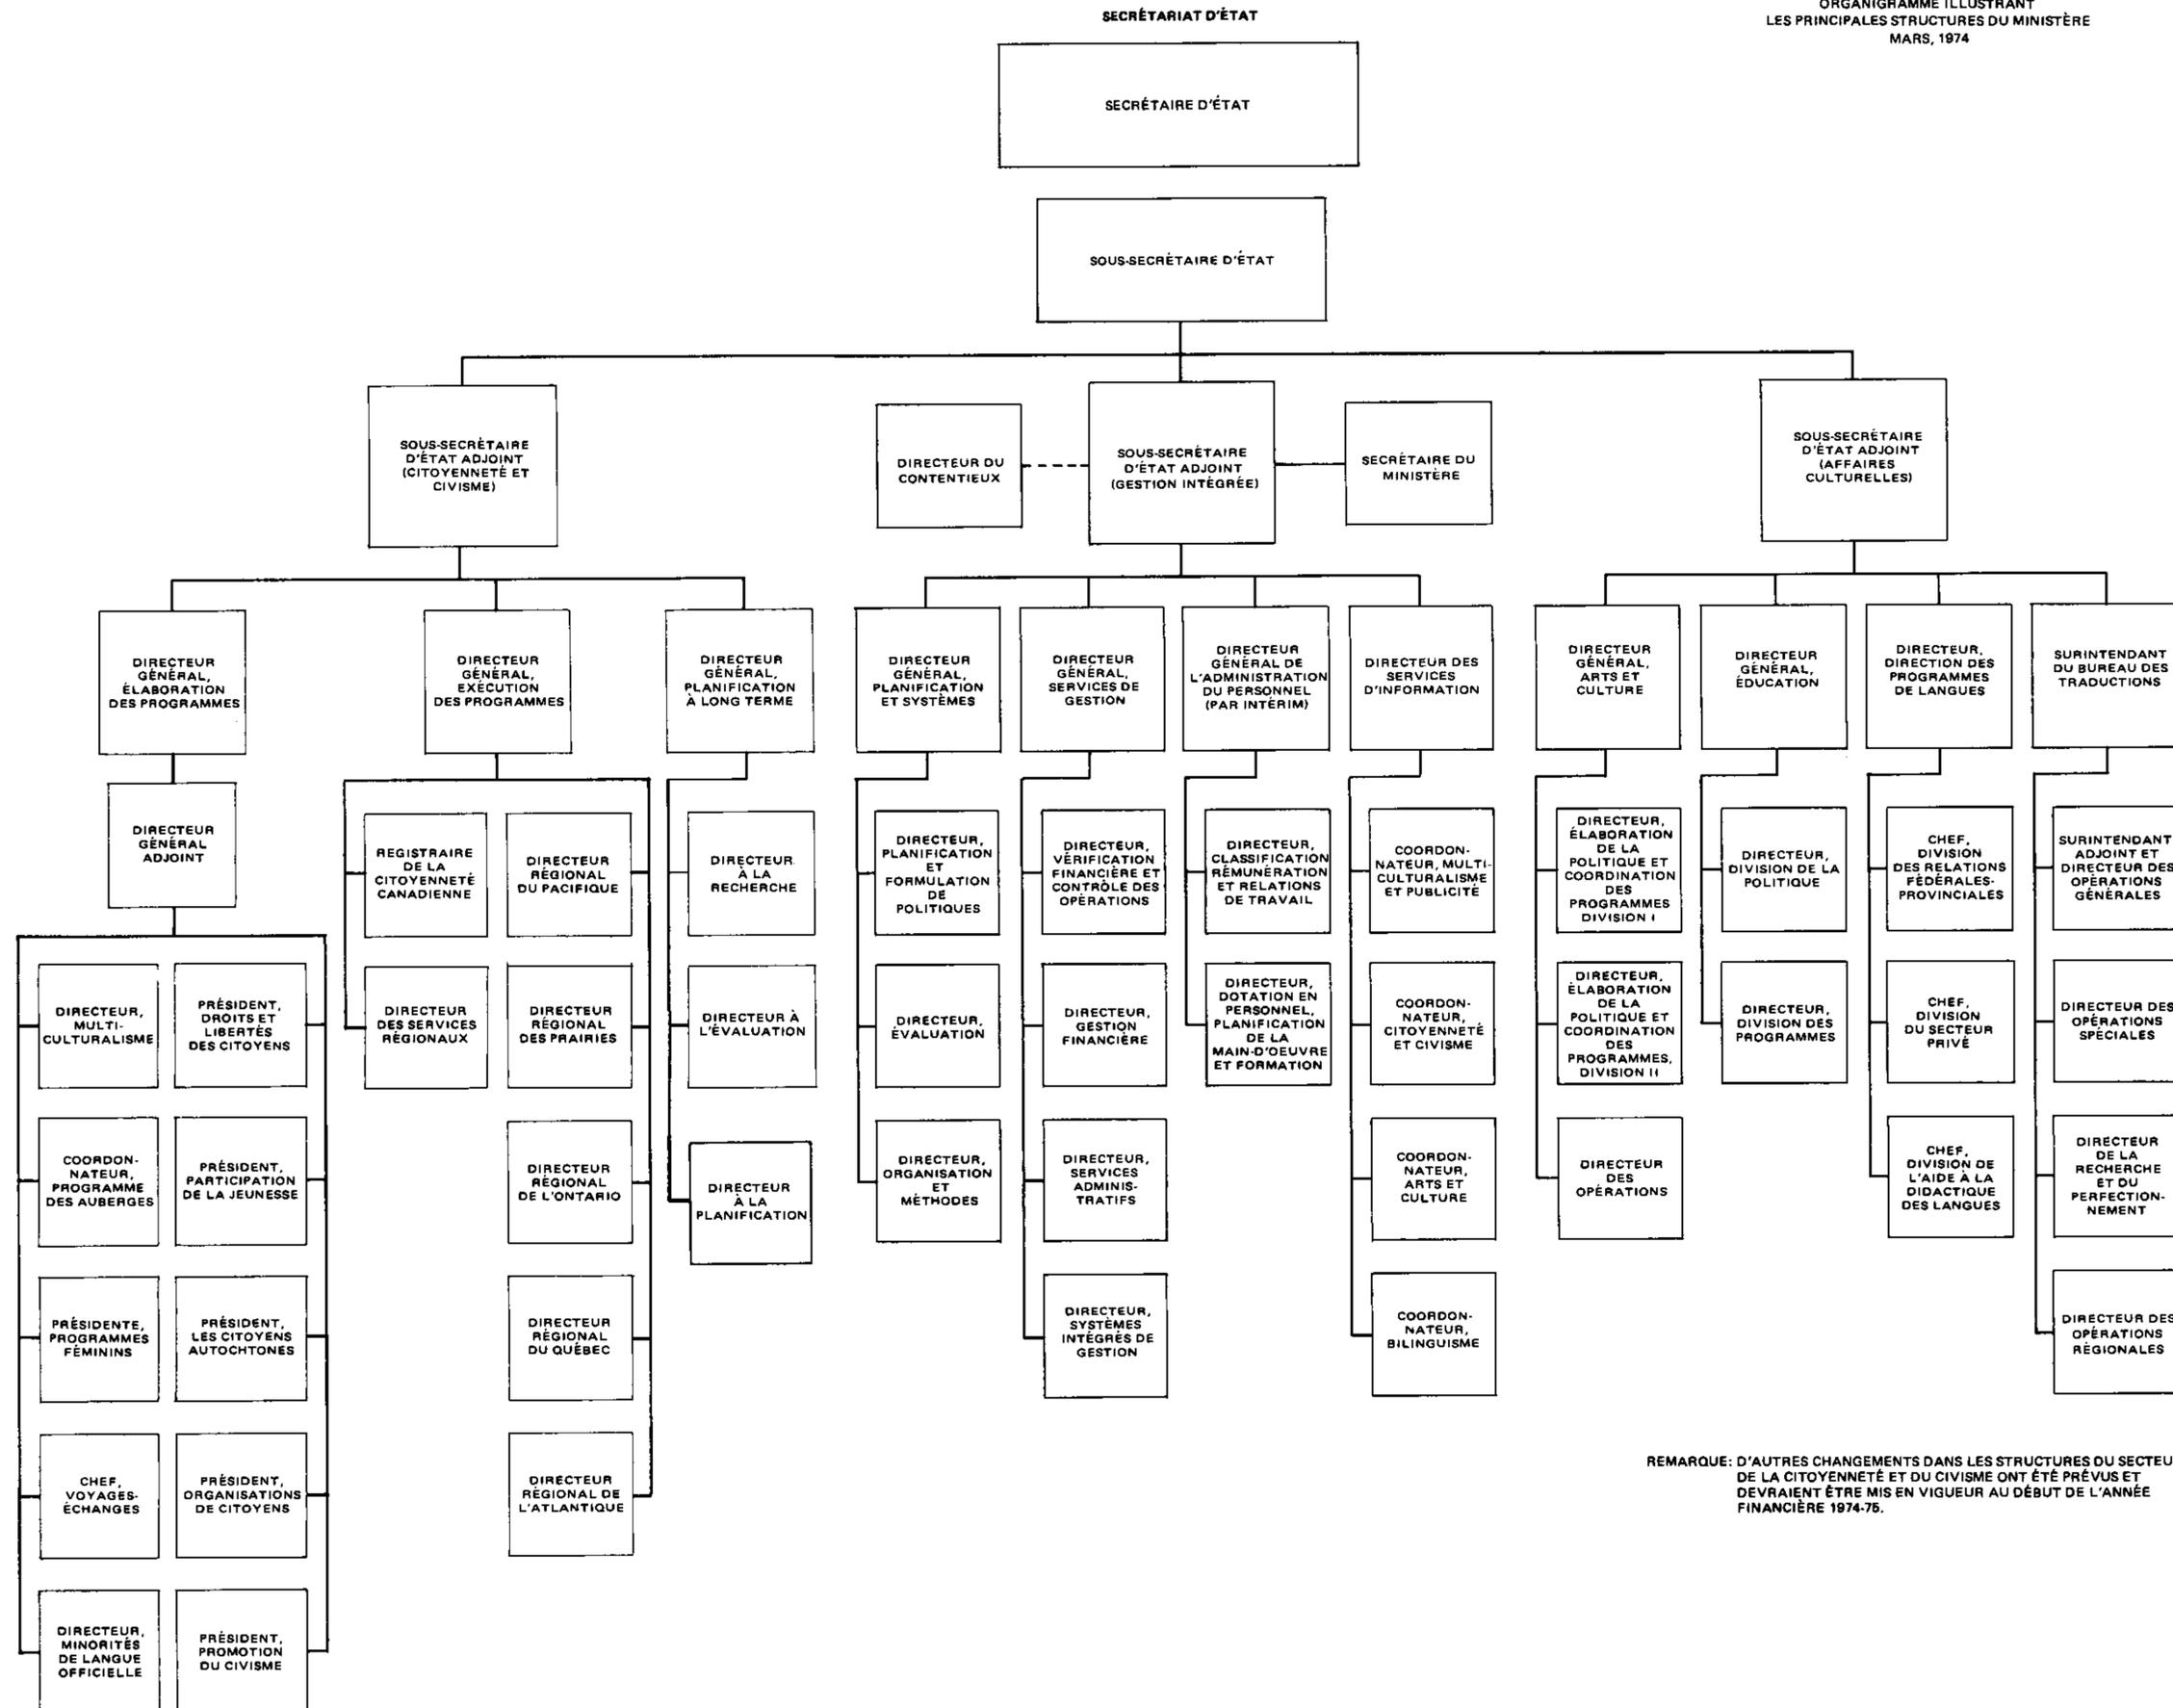 SECRÉTARIAT D'ÉTAT
ORGANIGRAMME ILLUSTRANT
LES PRINCIPALES STRUCTURES DU MINISTÈRE
MARS, 1974
SECRÉTAIRE D'ÉTAT
SOUS-SECRÉTAIRE D'ÉTAT
SOUS-SECRÉTAIRE
D'ÉTAT ADJOINT
(CITOYENNETÉ ET
CIVISME)
DIRECTEUR DU
CONTENTIEUX
SOUS-SECRÉTAIRE
D'ÉTAT ADJOINT
(GESTION INTÉGRÉE)
SECRÉTAIRE DU
MINISTÈRE
SOUS-SECRÉTAIRE
D'ÉTAT ADJOINT
(AFFAIRES
CULTURELLES)
DIRECTEUR
GÉNÉRAL,
ÉLABORATION
DES PROGRAMMES
DIRECTEUR
GÉNÉRAL,
EXÉCUTION
DES PROGRAMMES
DIRECTEUR
GÉNÉRAL,
PLANIFICATION
À LONG TERME
DIRECTEUR
GÉNÉRAL,
PLANIFICATION
ET SYSTÈMES
DIRECTEUR
GÉNÉRAL,
SERVICES DE
GESTION
DIRECTEUR
GÉNÉRAL DE
L'ADMINISTRATION
DU PERSONNEL
(PAR INTÉRIM)
DIRECTEUR DES
SERVICES
D'INFORMATION
DIRECTEUR
GÉNÉRAL,
ARTS ET
CULTURE
DIRECTEUR
GÉNÉRAL,
ÉDUCATION
DIRECTEUR,
DIRECTION DES
PROGRAMMES
DE LANGUES
SURINTENDANT
DU BUREAU DES
TRADUCTIONS
DIRECTEUR
GÉNÉRAL
ADJOINT
DIRECTEUR,
MULTI-
CULTURALISME
PRÉSIDENT,
DROITS ET
LIBERTÉS
DES CITOYENS
COORDON-
NATEUR,
PROGRAMME
DES AUBERGES
PRÉSIDENT,
PARTICIPATION
DE LA JEUNESSE
PRÉSIDENTE,
PROGRAMMES
FÉMININS
PRÉSIDENT,
LES CITOYENS
AUTOCHTONES
CHEF,
VOYAGES-
ÉCHANGES
PRÉSIDENT,
ORGANISATIONS
DE CITOYENS
DIRECTEUR,
MINORITÉS
DE LANGUE
OFFICIELLE
PRÉSIDENT,
PROMOTION
DU CIVISME
REGISTRAIRE
DE LA
CITOYENNETÉ
CANADIENNE
DIRECTEUR
DES SERVICES
RÉGIONAUX
DIRECTEUR
RÉGIONAL
DU PACIFIQUE
DIRECTEUR
RÉGIONAL
DES PRAIRIES
DIRECTEUR
RÉGIONAL
DE L'ONTARIO
DIRECTEUR
RÉGIONAL
DU QUÉBEC
DIRECTEUR
RÉGIONAL DE
L'ATLANTIQUE
DIRECTEUR
À LA
RECHERCHE
DIRECTEUR À
L'ÉVALUATION
DIRECTEUR
À LA
PLANIFICATION
DIRECTEUR,
PLANIFICATION
ET
FORMULATION
DE
POLITIQUES
DIRECTEUR,
ÉVALUATION
DIRECTEUR,
ORGANISATION
ET
MÉTHODES
DIRECTEUR,
VÉRIFICATION
FINANCIÈRE ET
CONTRÔLE DES
OPÉRATIONS
DIRECTEUR,
GESTION
FINANCIÈRE
DIRECTEUR,
SERVICES
ADMINIS-
TRATIFS
DIRECTEUR,
SYSTÈMES
INTÉGRÉS DE
GESTION
DIRECTEUR,
CLASSIFICATION
RÉMUNÉRATION
ET RELATIONS
DE TRAVAIL
DIRECTEUR,
DOTATION EN
PERSONNEL,
PLANIFICATION
DE LA
MAIN-D'OEUVRE
ET FORMATION
COORDON-
NATEUR, MULTI-
CULTURALISME
ET PUBLICITÉ
COORDON-
NATEUR,
CITOYENNETÉ
ET CIVISME
COORDON-
NATEUR,
ARTS ET
CULTURE
COORDON-
NATEUR,
BILINGUISME
DIRECTEUR,
ÉLABORATION
DE LA
POLITIQUE ET
COORDINATION
DES
PROGRAMMES
DIVISION I
DIRECTEUR,
ÉLABORATION
DE LA
POLITIQUE ET
COORDINATION
DES
PROGRAMMES,
DIVISION II
DIRECTEUR
DES
OPÉRATIONS
DIRECTEUR,
DIVISION DE LA
POLITIQUE
DIRECTEUR,
DIVISION DES
PROGRAMMES
CHEF,
DIVISION
DES RELATIONS
FÉDÉRALES-
PROVINCIALES
CHEF,
DIVISION
DU SECTEUR
PRIVÉ
CHEF,
DIVISION DE
L'AIDE À LA
DIDACTIQUE
DES LANGUES
SURINTENDANT
ADJOINT ET
DIRECTEUR DES
OPÉRATIONS
GÉNÉRALES
DIRECTEUR DES
OPÉRATIONS
SPÉCIALES
DIRECTEUR
DE LA
RECHERCHE
ET DU
PERFECTION-
NEMENT
DIRECTEUR DES
OPÉRATIONS
RÉGIONALES
REMARQUE: D'AUTRES CHANGEMENTS DANS LES STRUCTURES DU SECTEU
DE LA CITOYENNETÉ ET DU CIVISME ONT ÉTÉ PRÉVUS ET
DEVRAIENT ÊTRE MIS EN VIGUEUR AU DÉBUT DE L'ANNÉE
FINANCIÈRE 1974-75.